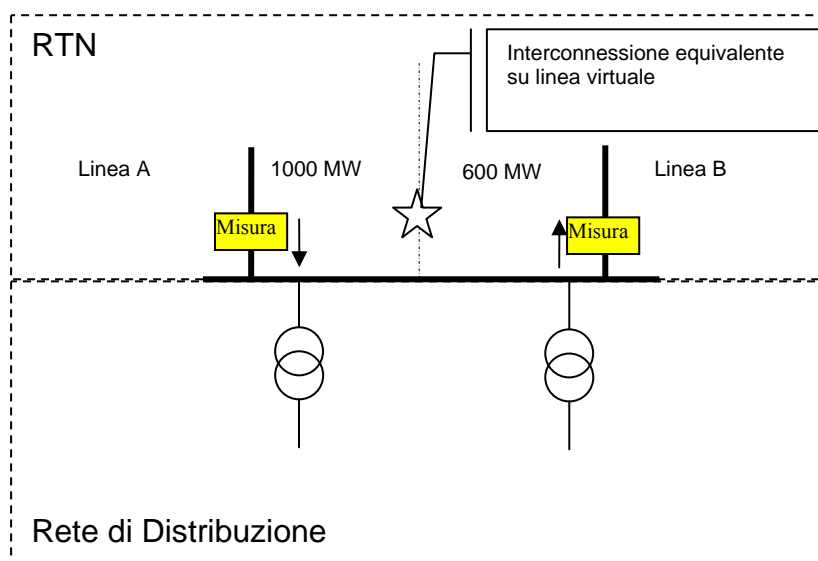 RTN
Interconnessione equivalente
su linea virtuale
Linea A
1000 MW
600 MW
Linea B
Misura
Misura
Rete di Distribuzione